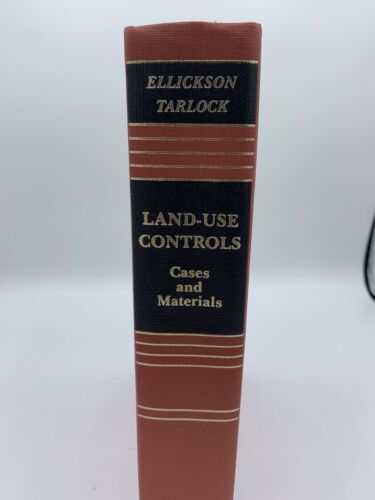 ELLICKSON
TARLOCK
LAND-USE
CONTROLS
Cases
and
Materials